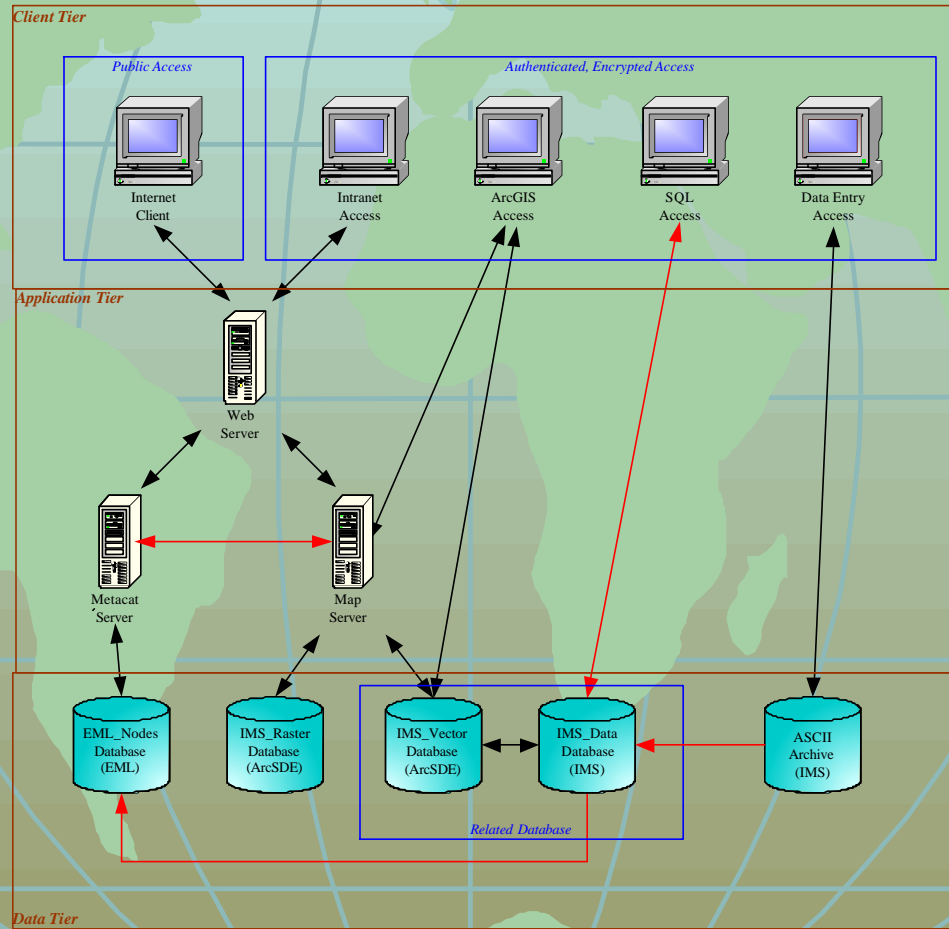 Client Tier
Public Access
Authenticated, Encrypted Access
Internet
Client
Intranet
Access
ArcGIS
Access
SQL
Access
Data Entry
Access
Application Tier
Web
Server
Metacat
Server
Map
Server
EML_Nodes
Database
(EML)
IMS_Raster
Database
(ArcSDE)
IMS_Vector
Database
(ArcSDE)
IMS_Data
Database
(IMS)
ASCII
Archive
(IMS)
Related Database
Data Tier